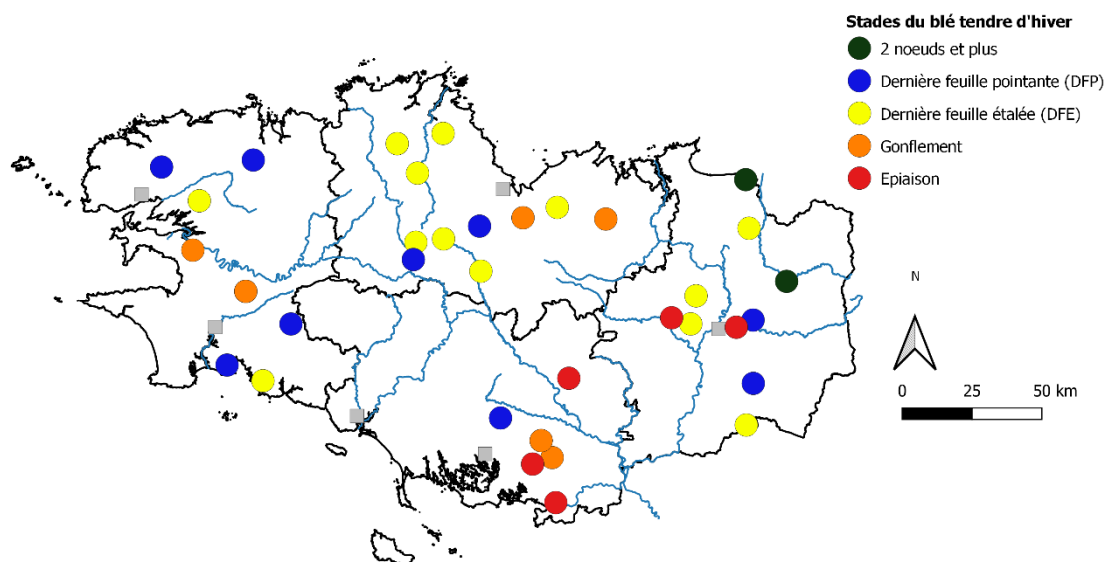 Stades du blé tendre d'hiver
2 noeuds et plus
Dernière feuille pointante (DFP)
Dernière feuille étalée (DFE)
Gonflement
Epiaison
N
0 25 50 km